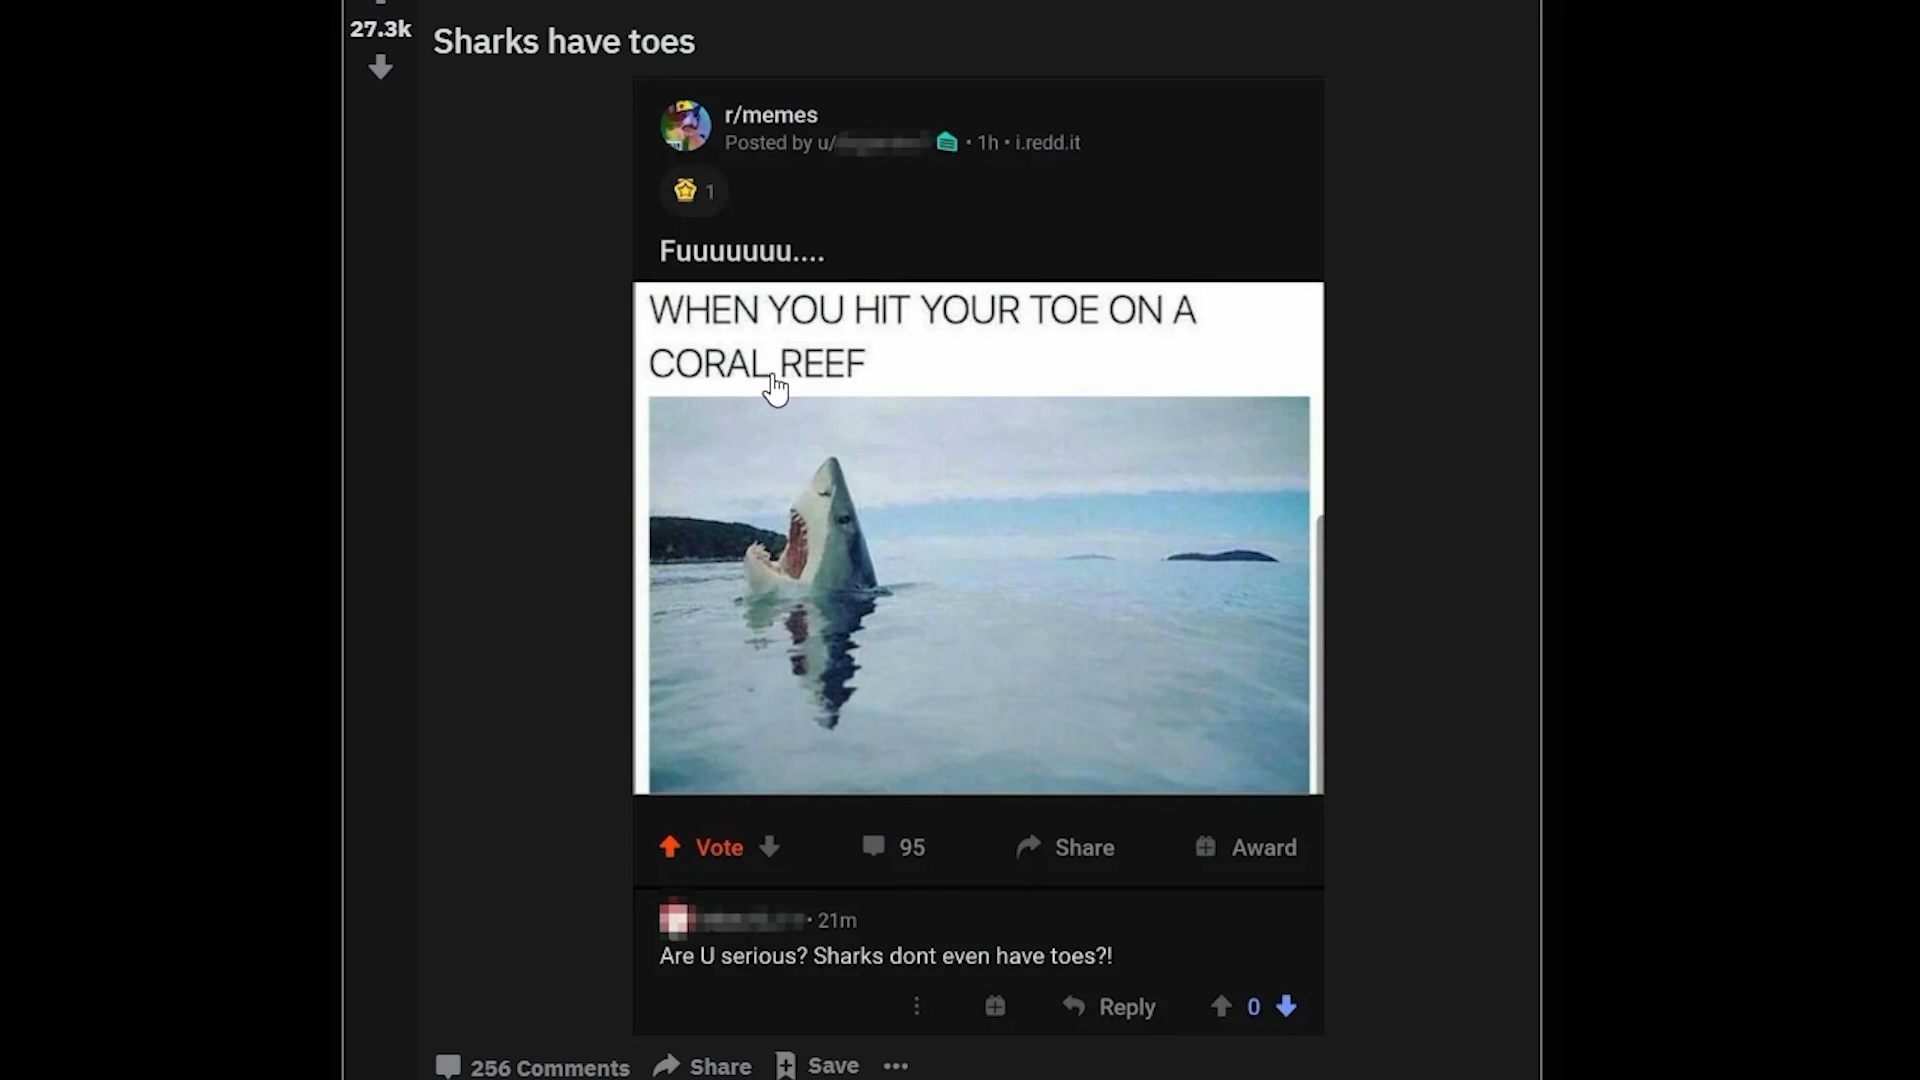 27.3k
Sharks have toes
r/memes
Posted by u/ • 1h • i.redd.it
1
Fuuuuuuu....
WHEN YOU HIT YOUR TOE ON A
CORAL REEF
Vote
95
Share
Award
• 21m
Are U serious? Sharks dont even have toes?!
Reply
0
256 Comments
Share
Save